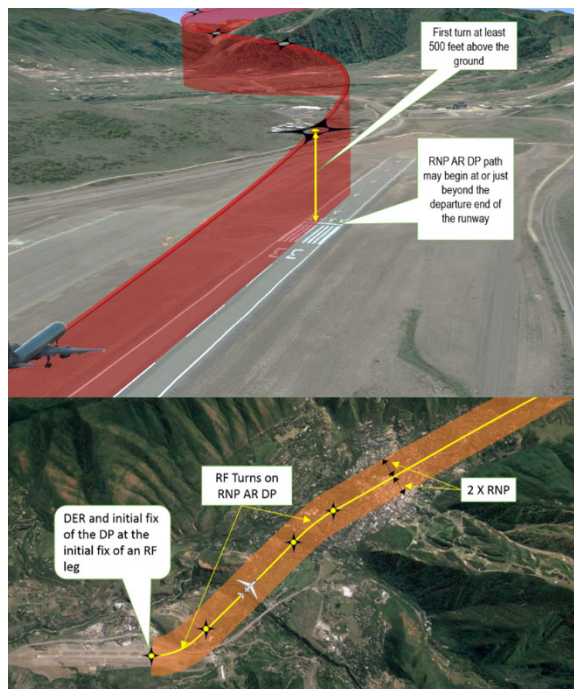 First turn at least
500 feet above the
ground
RNP AR DP path
may begin at or just
beyond the
departure end of
the runway
RF Turns on
RNP AR DP
2 X RNP
DER and initial fix
of the DP at the
initial fix of an RF
leg